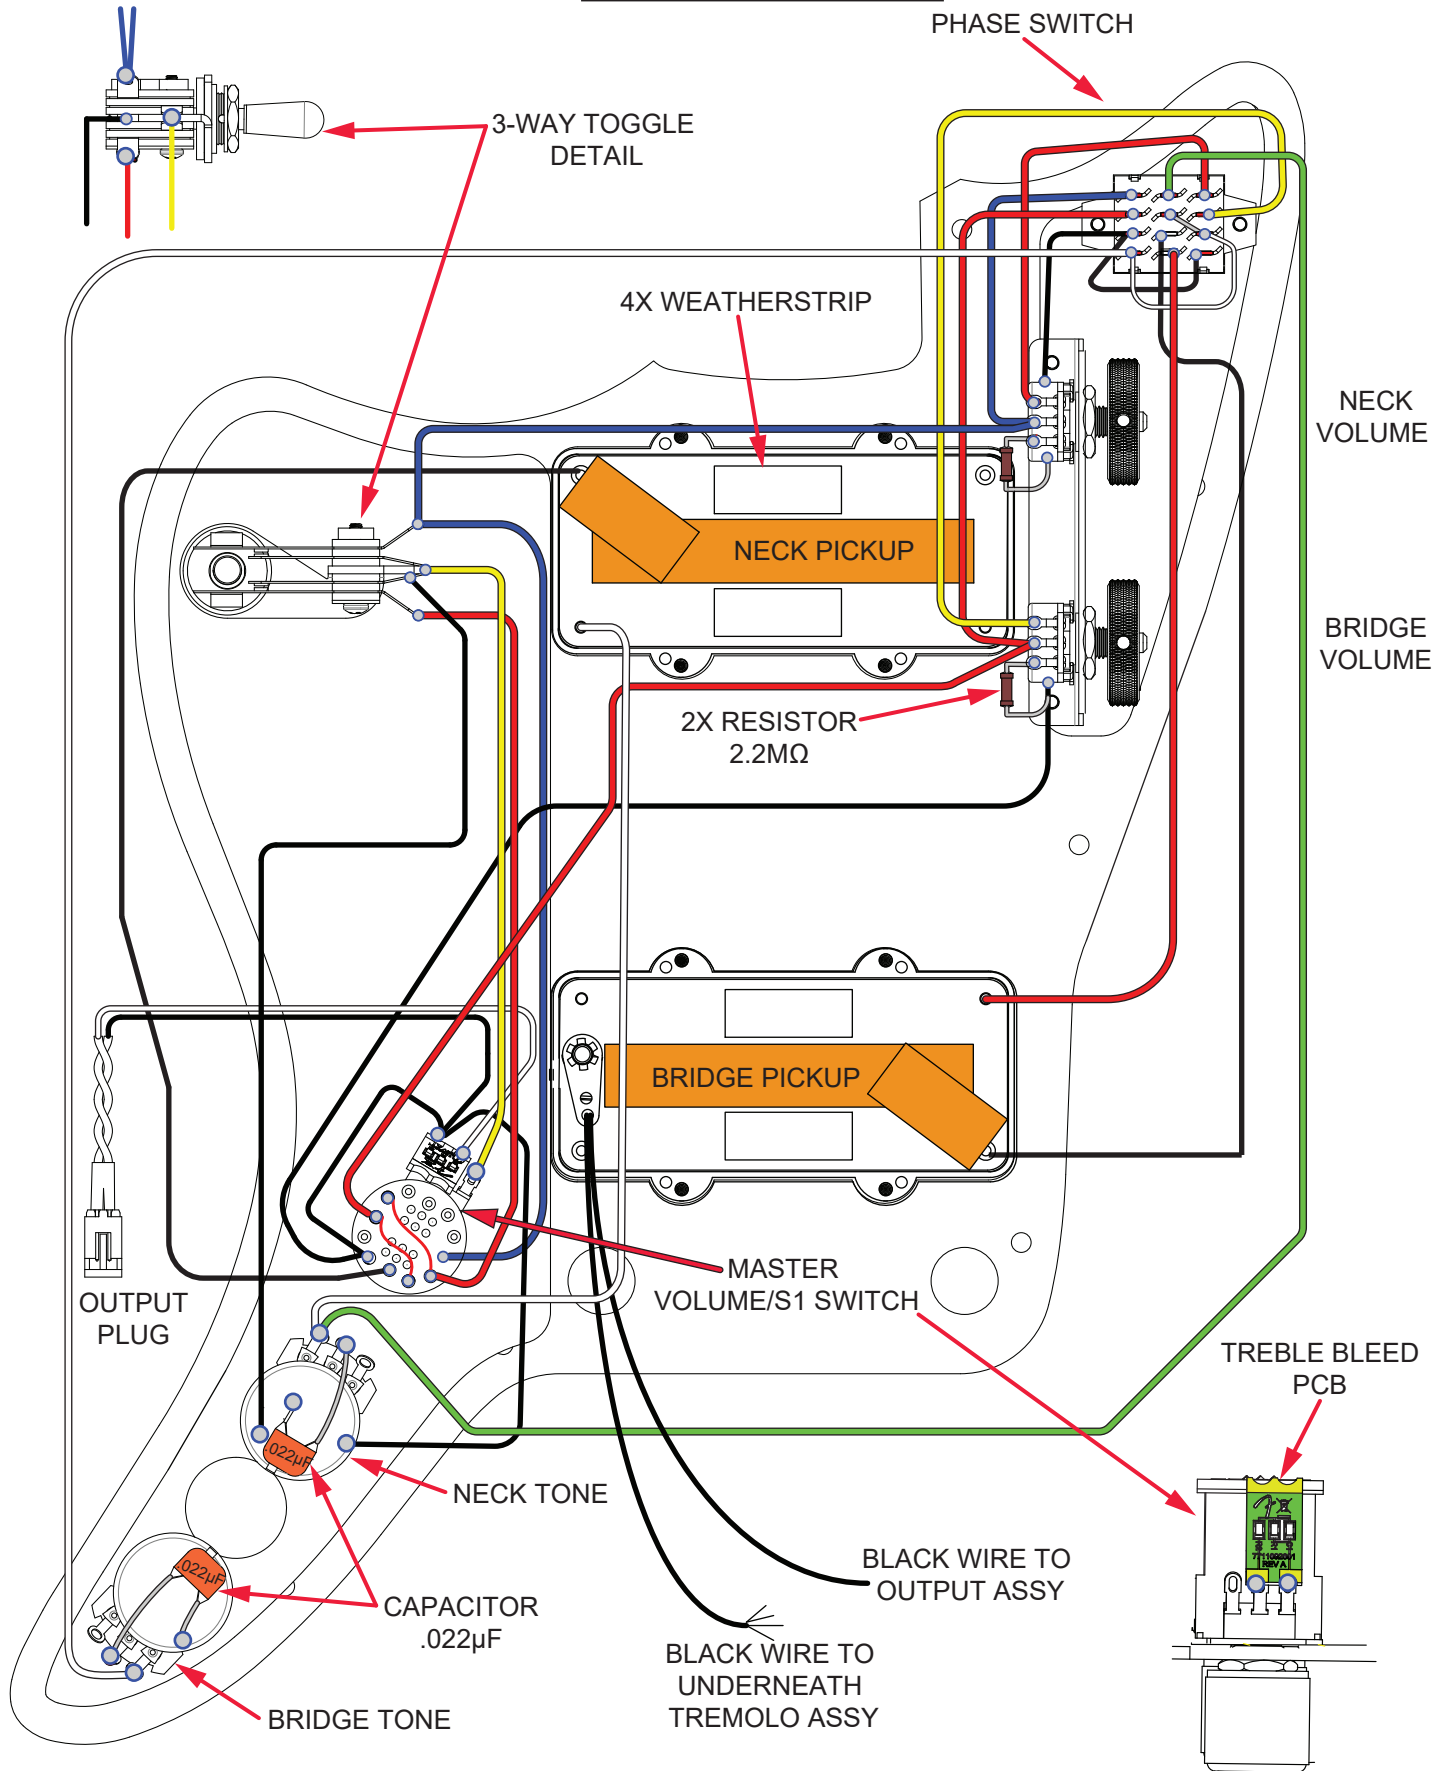 PHASE SWITCH
3-WAY TOGGLE
DETAIL
4X WEATHERSTRIP
NECK
VOLUME
NECK PICKUP
BRIDGE
VOLUME
2X RESISTOR
2.2MΩ
BRIDGE PICKUP
MASTER
VOLUME/S1 SWITCH
OUTPUT
PLUG
TREBLE BLEED
PCB
.022µF
NECK TONE
.022µF
CAPACITOR
.022µF
BLACK WIRE TO
OUTPUT ASSY
BLACK WIRE TO
UNDERNEATH
TREMOLO ASSY
BRIDGE TONE
REV A